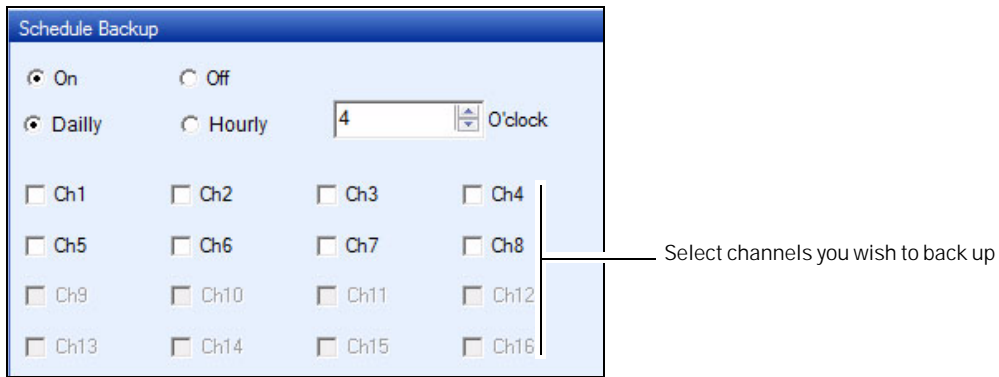 Schedule Backup
On Off
Dailly Hourly 4 O'clock
Ch1 Ch2 Ch3 Ch4
Ch5 Ch6 Ch7 Ch8
Select channels you wish to back up
Ch9 Ch10 Ch11 Ch12
Ch13 Ch14 Ch15 Ch16